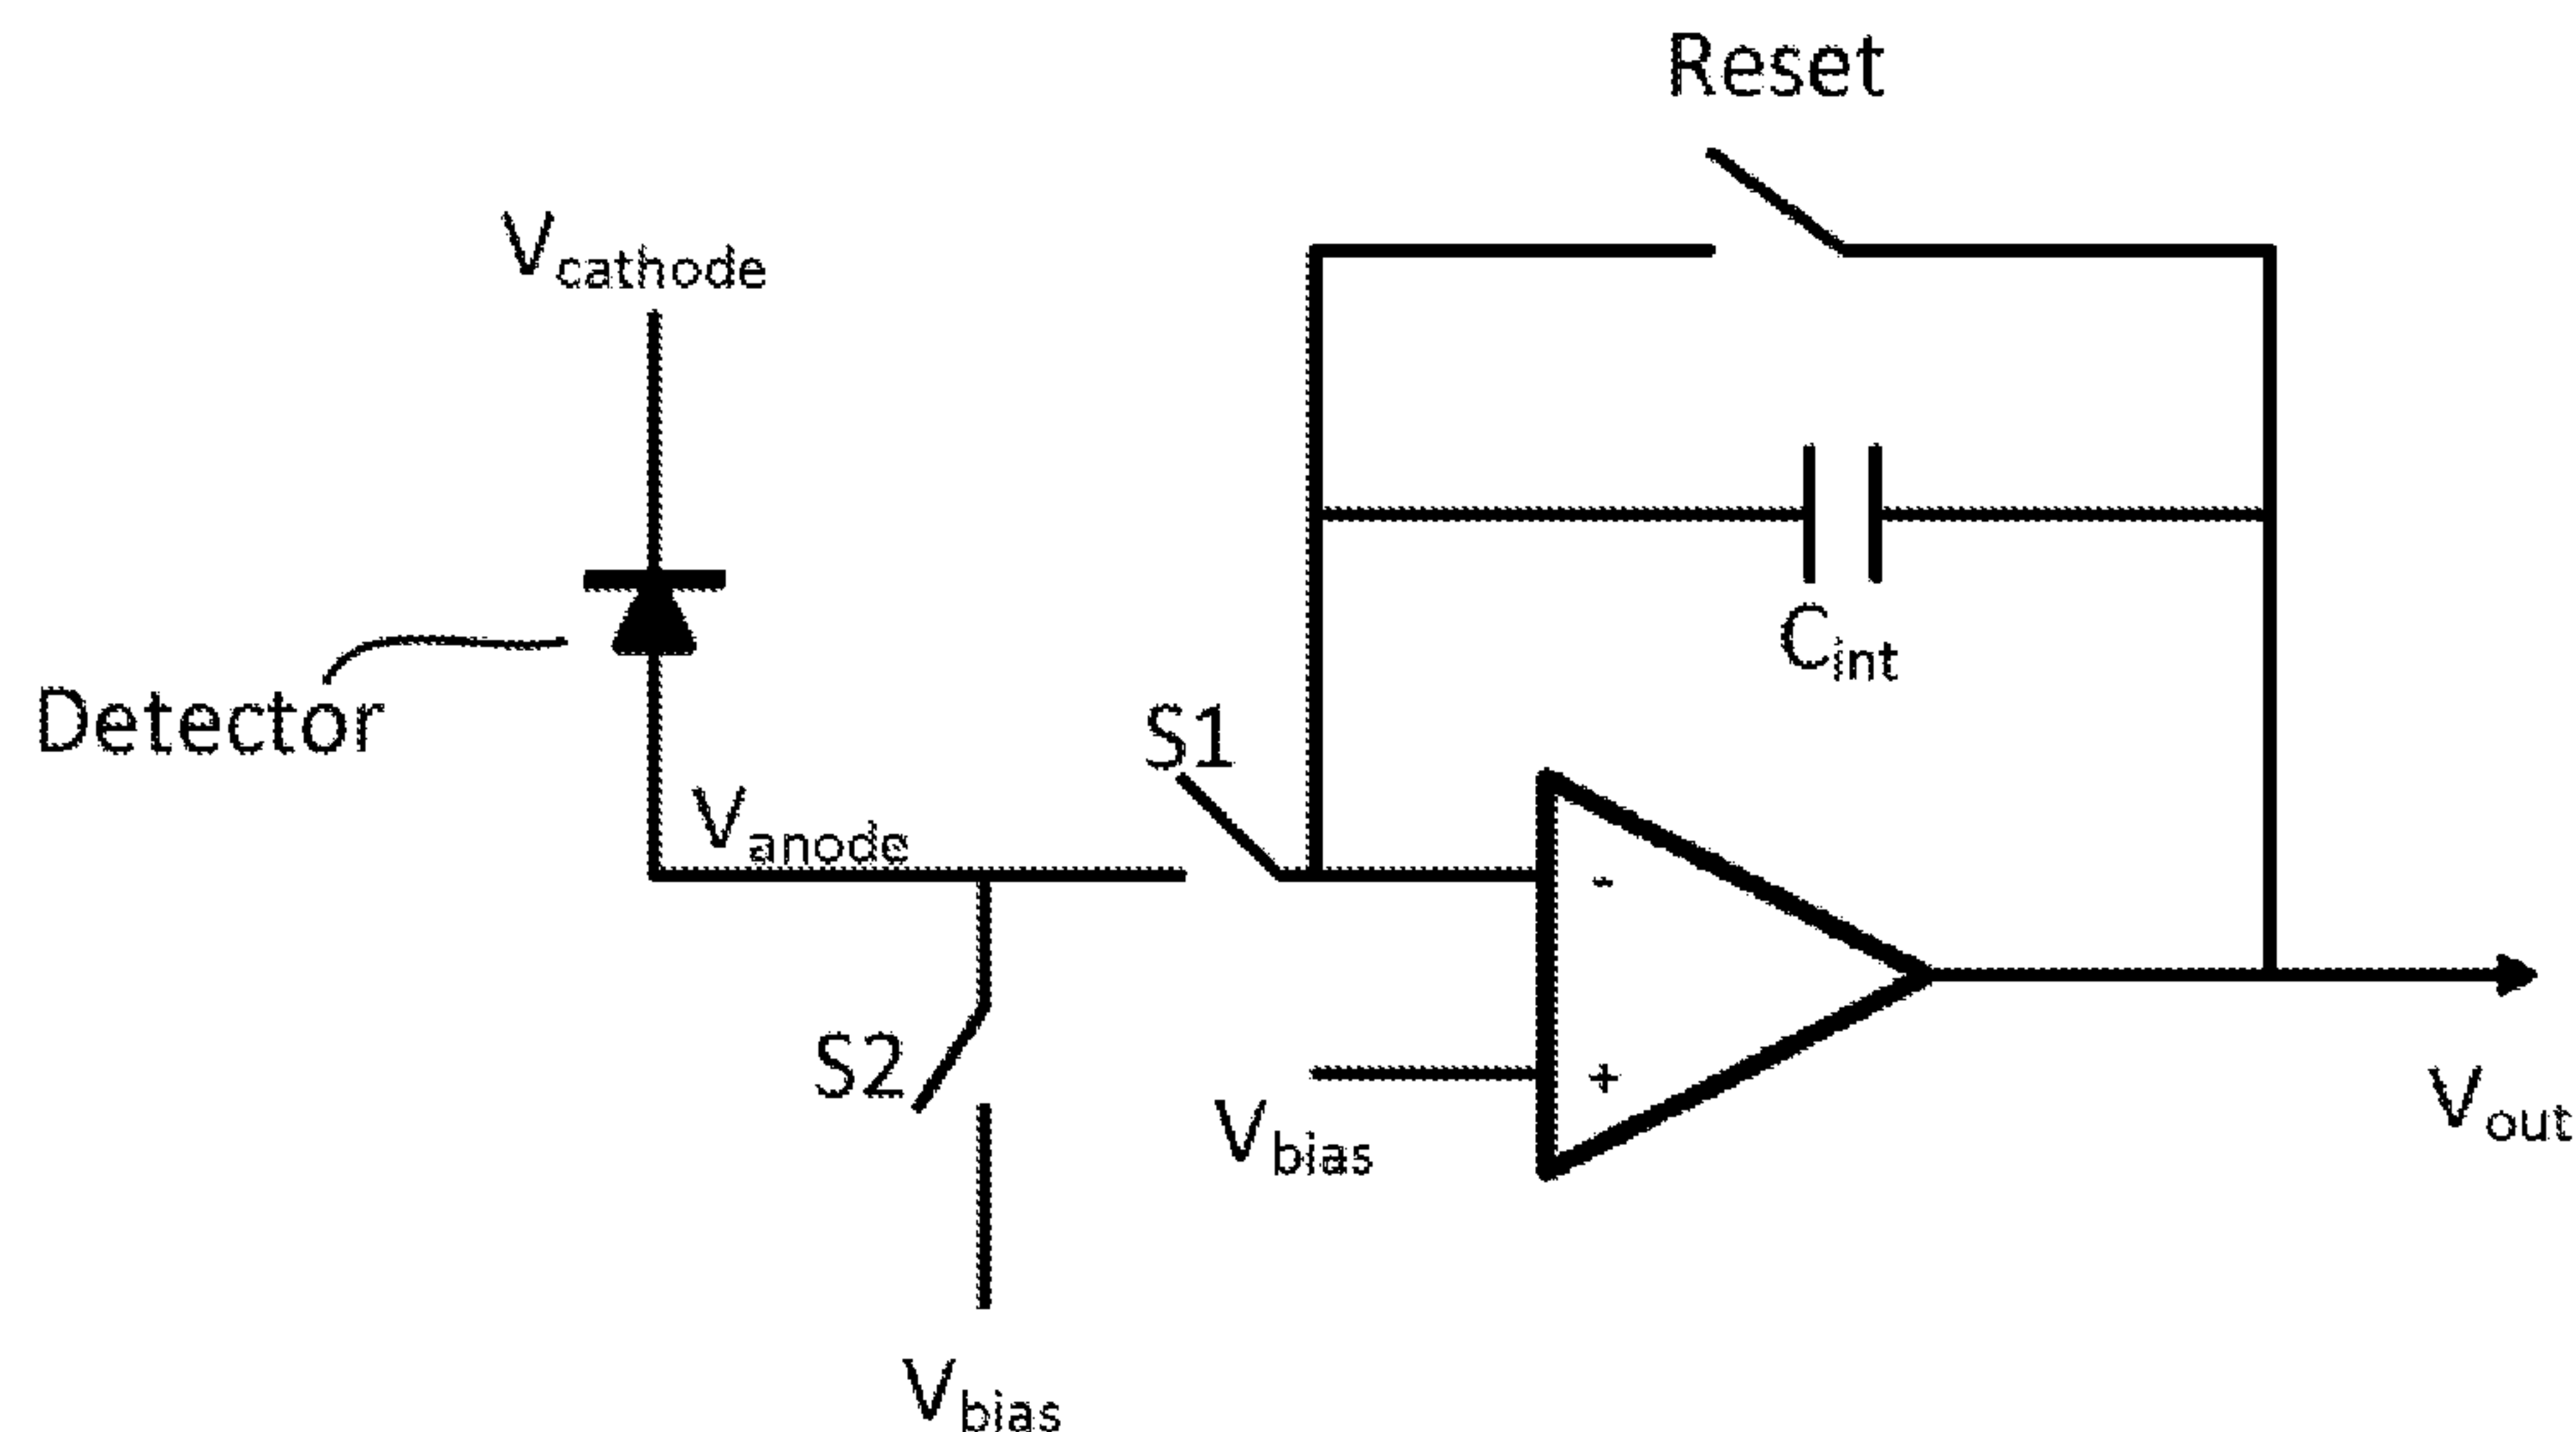 Reset
Vcathode
Cint
Detector
S1
Vanode
-
S2
+
Vbias
Vout
Vbias